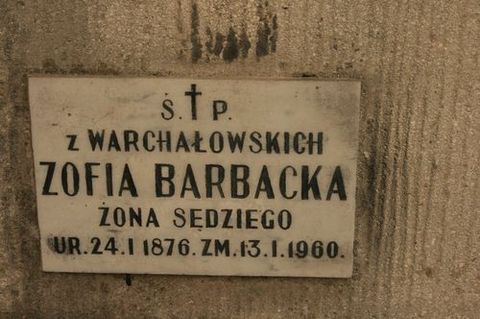 Ś.†P.
z WARCHAŁOWSKICH
ZOFIA BARBACKA
ŻONA SĘDZIEGO
UR.24.I 1876.ZM.13.I.1960.